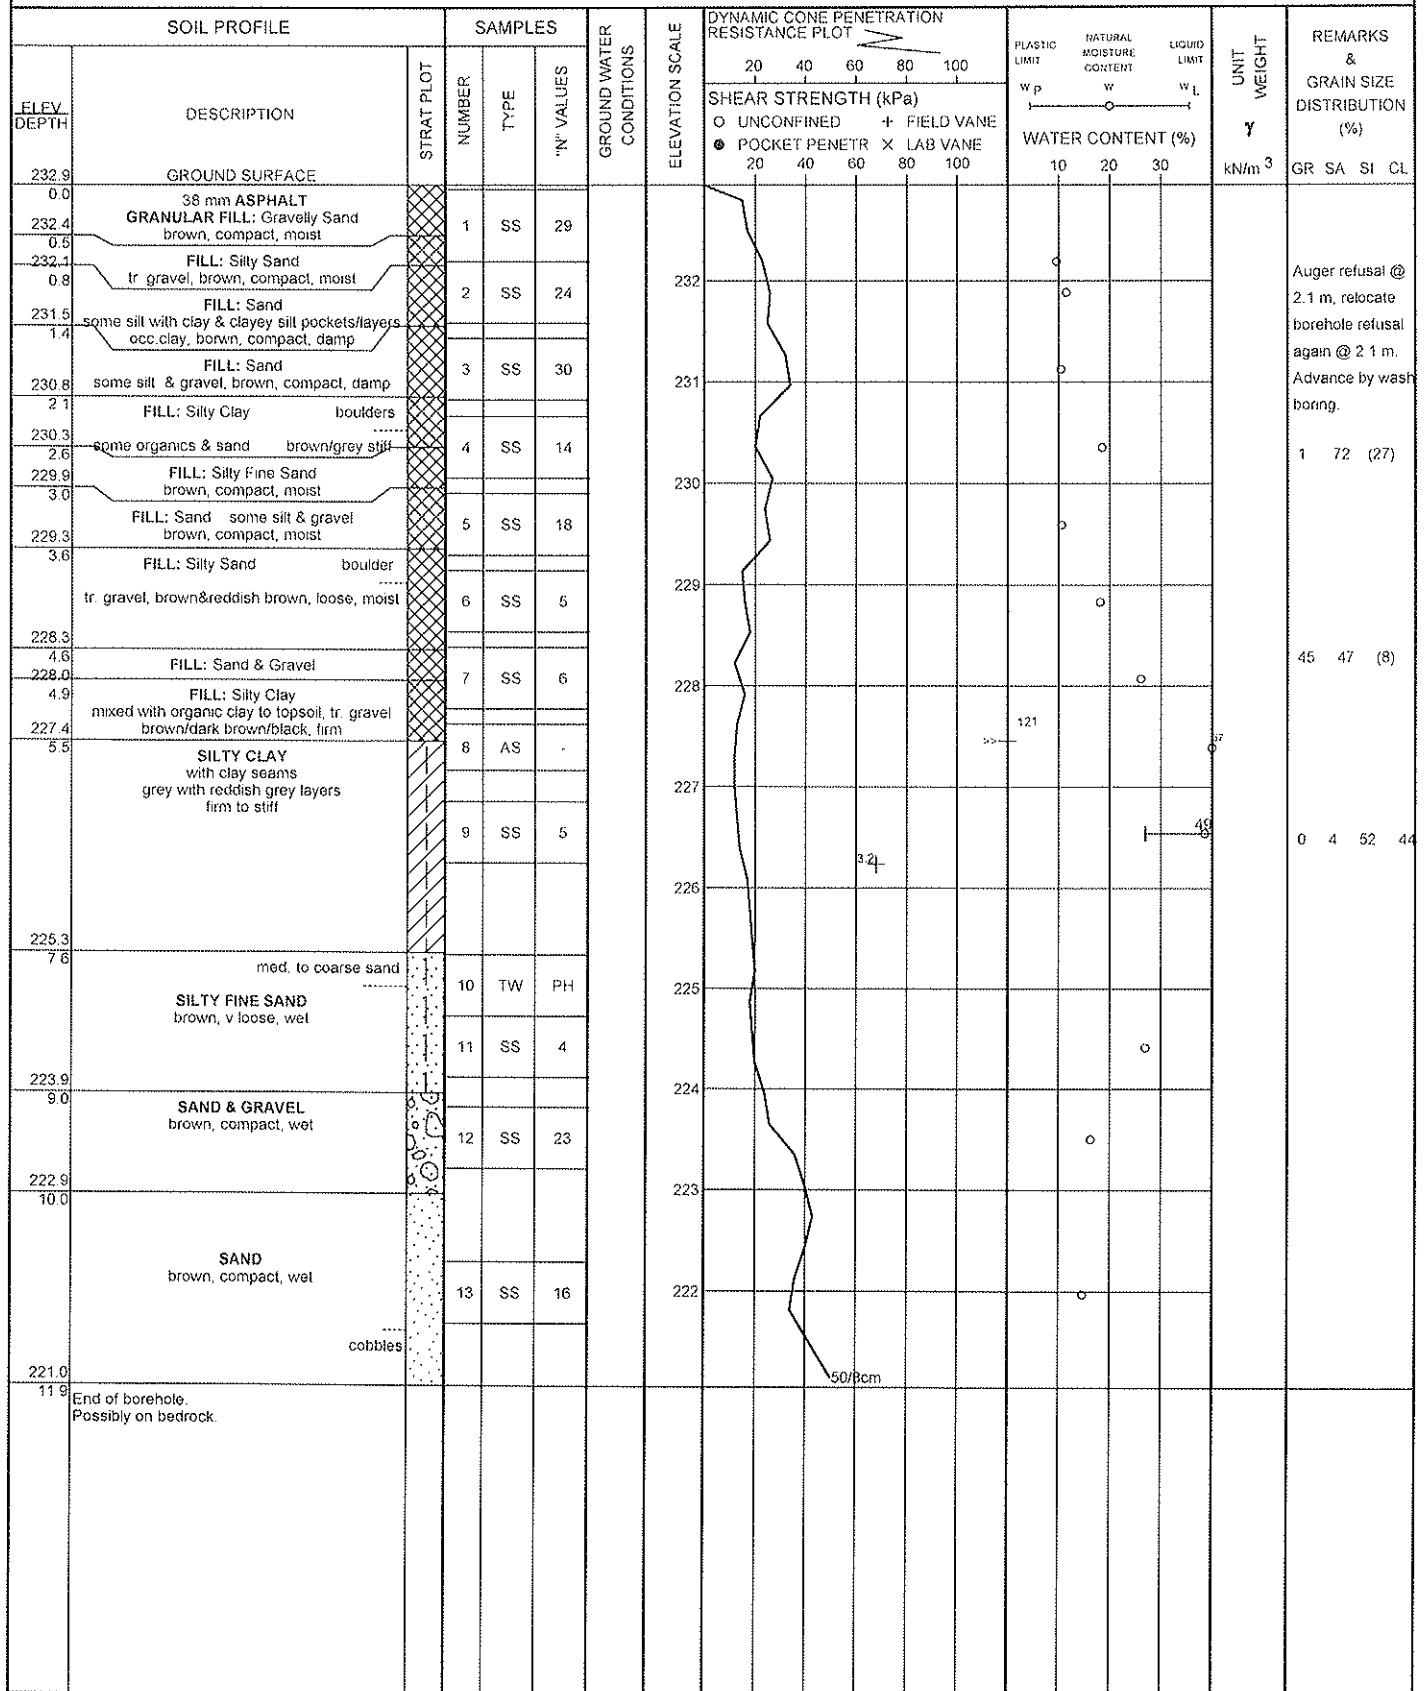 SOIL PROFILE
SAMPLES
GROUND WATER CONDITIONS
ELEVATION SCALE
DYNAMIC CONE PENETRATION
RESISTANCE PLOT
20 40 60 80 100
SHEAR STRENGTH (kPa)
O UNCONFINED + FIELD VANE
● POCKET PENETR X LAB VANE
20 40 60 80 100
PLASTIC LIMIT
NATURAL MOISTURE CONTENT
LIQUID LIMIT
W P W W L
WATER CONTENT (%)
10 20 30
UNIT WEIGHT
γ
kN/m 3
REMARKS
&
GRAIN SIZE
DISTRIBUTION
(%)
GR SA SI CL
ELEV
DEPTH
DESCRIPTION
STRAT PLOT
NUMBER
TYPE
"N" VALUES
232.9 GROUND SURFACE
0.0
38 mm ASPHALT
GRANULAR FILL: Gravelly Sand
brown, compact, moist
232.4
0.5
1 SS 29
FILL: Silty Sand
tr gravel, brown, compact, moist
232.1
0.8
2 SS 24
232
FILL: Sand
some silt with clay & clayey silt pockets/layers
occ.clay, borwn, compact, damp
231.5
1.4
FILL: Sand
some silt & gravel, brown, compact, damp
3 SS 30
231
230.8
2 1
Auger refusal @
2.1 m, relocate
borehole refusal
again @ 2 1 m.
Advance by wash
boring.
FILL: Silty Clay boulders
some organics & sand brown/grey stiff
230.3
2.6
4 SS 14
1 72 (27)
FILL: Silty Fine Sand
brown, compact, moist
229.9
3.0
230
FILL: Sand some silt & gravel
brown, compact, moist
5 SS 18
229.3
3.6
FILL: Silty Sand boulder
229
tr. gravel, brown&reddish brown, loose, moist
6 SS 5
228.3
4.6
FILL: Sand & Gravel
7 SS 6
45 47 (8)
228.0
4.9
228
FILL: Silty Clay
mixed with organic clay to topsoil, tr. gravel
brown/dark brown/black, firm
227.4
5.5
121
>>
8 AS -
57
SILTY CLAY
with clay seams
grey with reddish grey layers
firm to stiff
227
9 SS 5
49
0 4 52 44
3.2
226
225.3
7 6
med. to coarse sand
10 TW PH
225
SILTY FINE SAND
brown, v loose, wet
11 SS 4
223.9
9.0
224
SAND & GRAVEL
brown, compact, wet
12 SS 23
222.9
10.0
223
SAND
brown, compact, wet
13 SS 16
222
cobbles
221.0
11 9
50/8cm
End of borehole.
Possibly on bedrock.